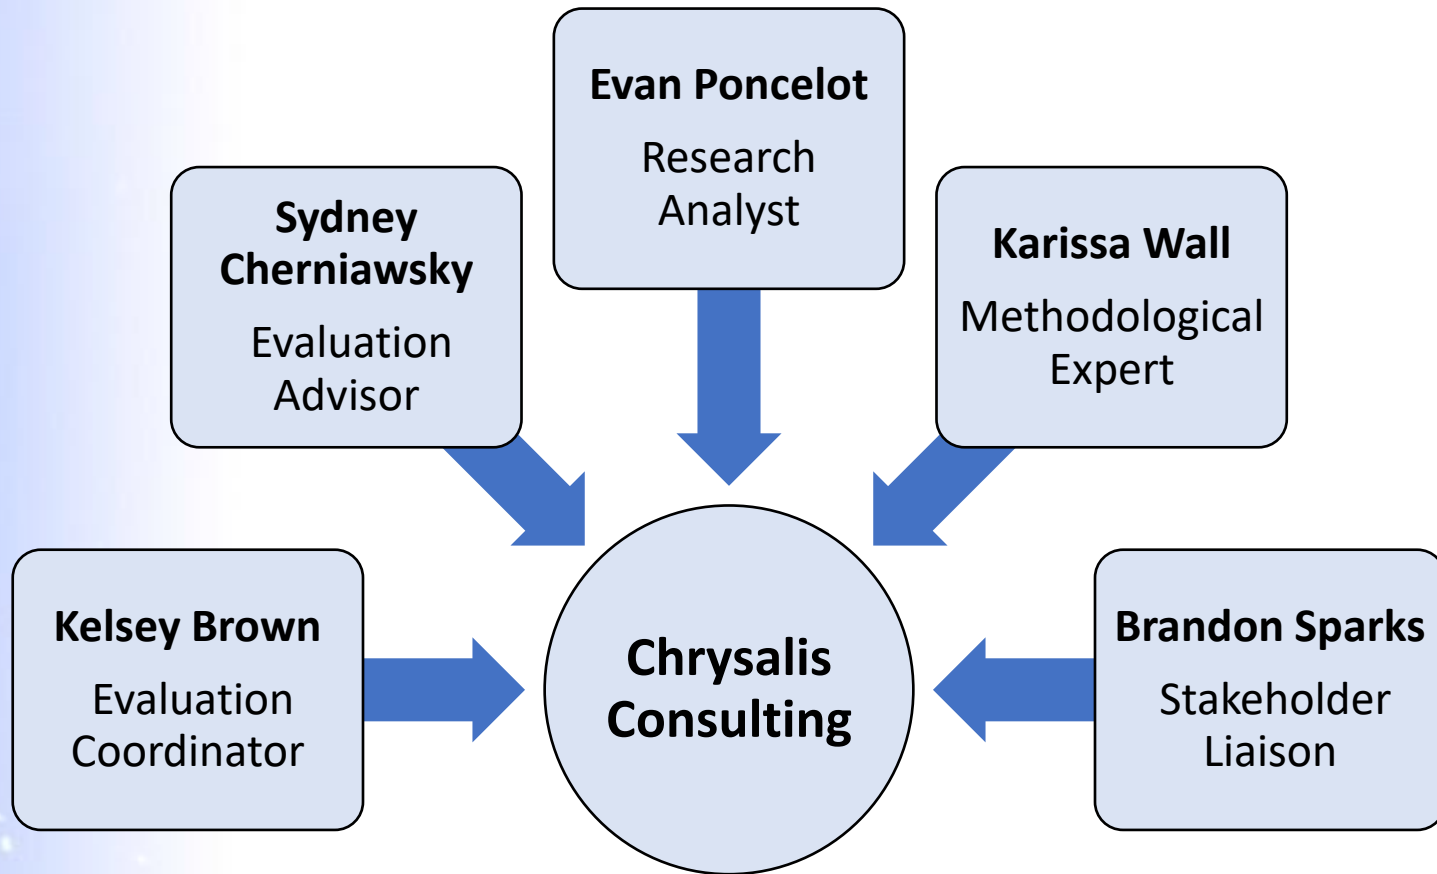 Evan Poncelot
Research
Analyst
Sydney
Cherniawsky
Evaluation
Advisor
Karissa Wall
Methodological
Expert
Kelsey Brown
Evaluation
Coordinator
Chrysalis
Consulting
Brandon Sparks
Stakeholder
Liaison